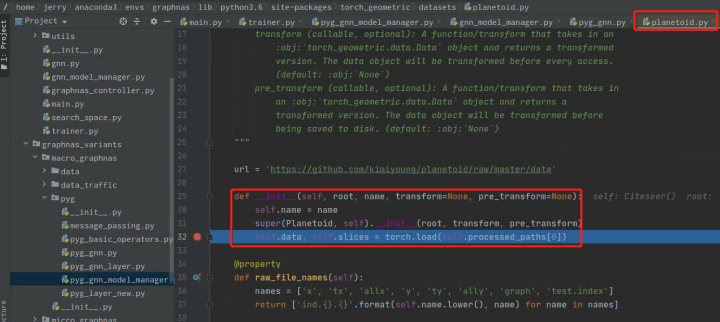 / home / jerry / anaconda3 / envs / graphnas / lib / python3.6 / site-packages / torch_geometric / datasets / planetoid.py
Project
main.py × trainer.py × pyg_gnn_model_manager.py × gnn_model_manager.py × pyg_gnn.py × planetoid.py ×
1: Project
utils
__init__.py
gnn.py
gnn_model_manager.py
graphnas_controller.py
main.py
search_space.py
trainer.py
graphnas_variants
macro_graphnas
data
data_traffic
pyg
__init__.py
message_passing.py
pyg_basic_operators.py
pyg_gnn.py
pyg_gnn_layer.py
pyg_gnn_model_manager
pyg_layer_new.py
__init__.py
micro_graphnas
17 transform (callable, optional): A function/transform that takes in
18 an :obj:`torch_geometric.data.Data` object and returns a transformed
19 version. The data object will be transformed before every access.
20 (default: :obj:`None`)
21 pre_transform (callable, optional): A function/transform that takes in
22 an :obj:`torch_geometric.data.Data` object and returns a
23 transformed version. The data object will be transformed before
24 being saved to disk. (default: :obj:`None`)
25 """
26
27 url = 'https://github.com/kimiyoung/planetoid/raw/master/data'
28
29 def __init__(self, root, name, transform=None, pre_transform=None): self: Citeseer() root:
30 self.name = name
31 super(Planetoid, self).__init__(root, transform, pre_transform)
32 self.data, self.slices = torch.load(self.processed_paths[0])
33
34 @property
35 def raw_file_names(self):
36 names = ['x', 'tx', 'allx', 'y', 'ty', 'ally', 'graph', 'test.index']
37 return ['ind.{}.{}'.format(self.name.lower(), name) for name in names]